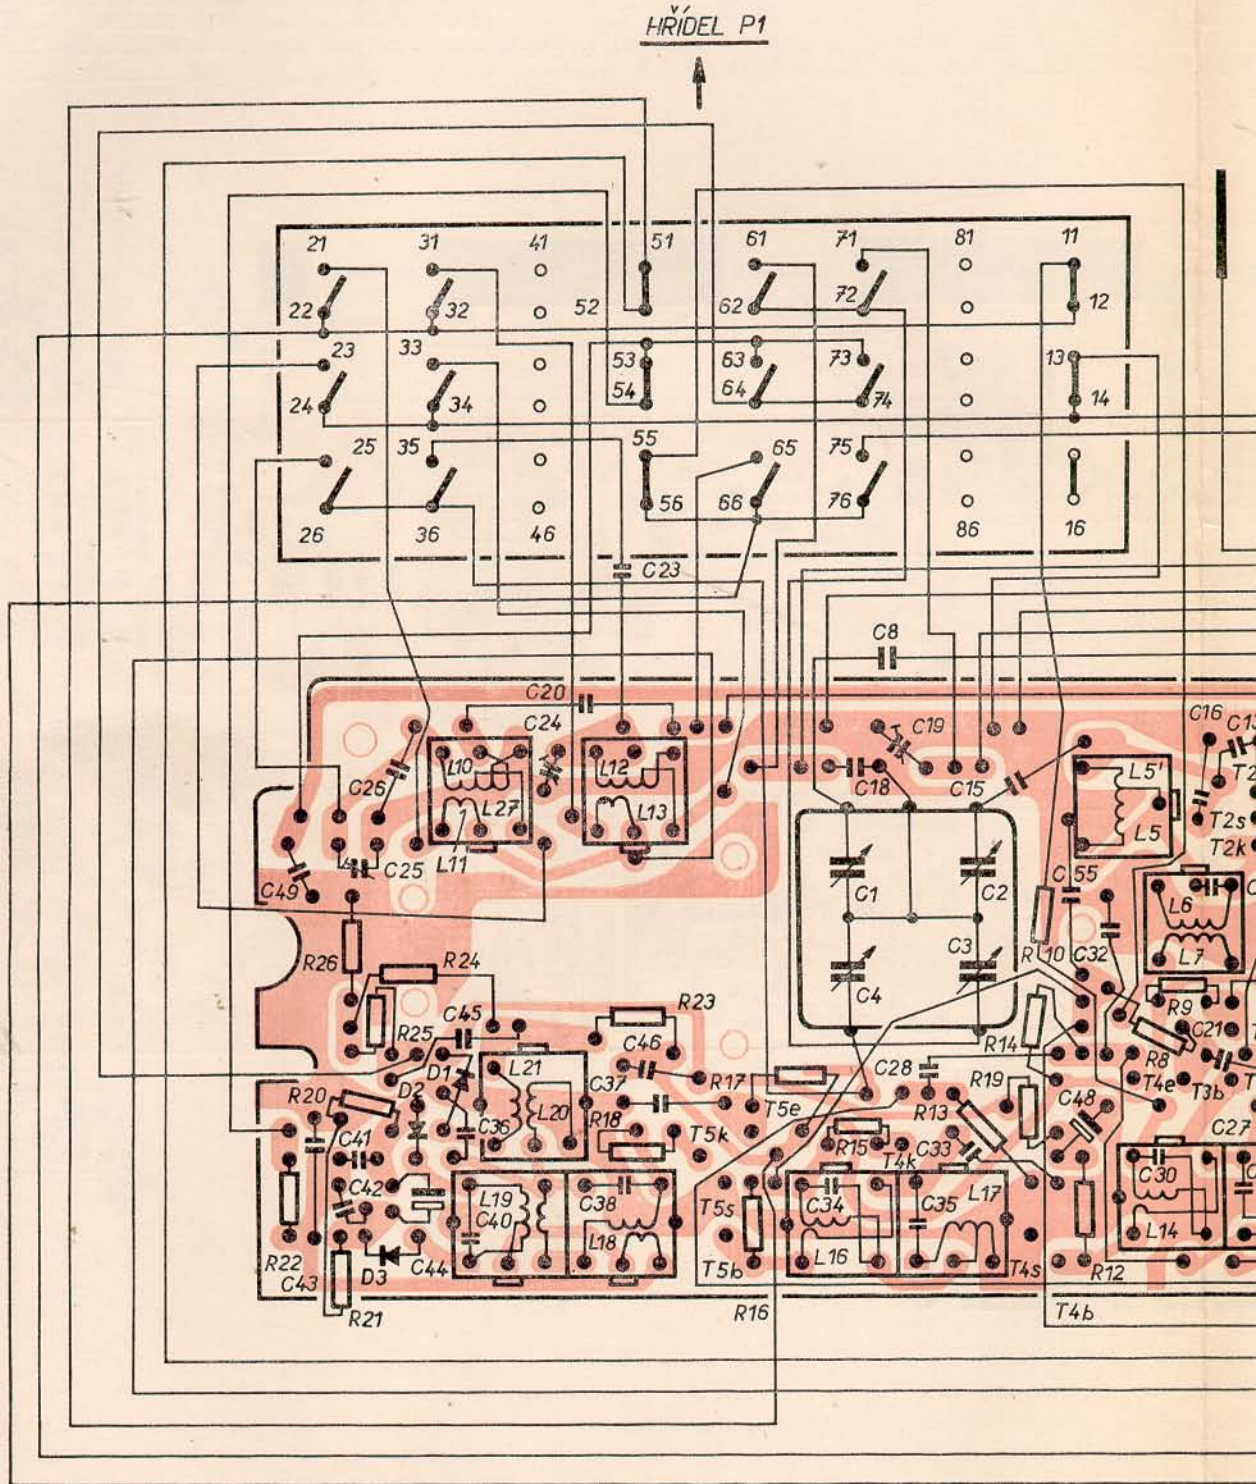 HŘÍDEL P1
21 31 41 51 61 71 81 11
22 32 52 62 72 12
23 33 53 63 73 13
24 34 54 64 74 14
25 35 55 65 75
26 36 46 56 66 76 86 16
C23
C8
C20
C24 C19 C16 C13
L10 L12 L5'
C26 L27 C18 C15 T2
L13 L5 T2s
L11 T2k
C25 C49 C55
C1 C2 L6
R26 R24 C3 R10 C32 L7
C4
R23 R9
C45 R25 C46 R14 C21
D1 L21 R8
R20 D2 C37 R17 C28 R19 T4e T3b
L20 R18 T5e R13 C48
C41 C36 T5k R15 T4k C33 C27
C42 L19 C38 T5s C34 C35 L17 C30
C40 L18 L16 L14
R22 D3 C44 T5b T4s R12
C43
R21 R16 T4b